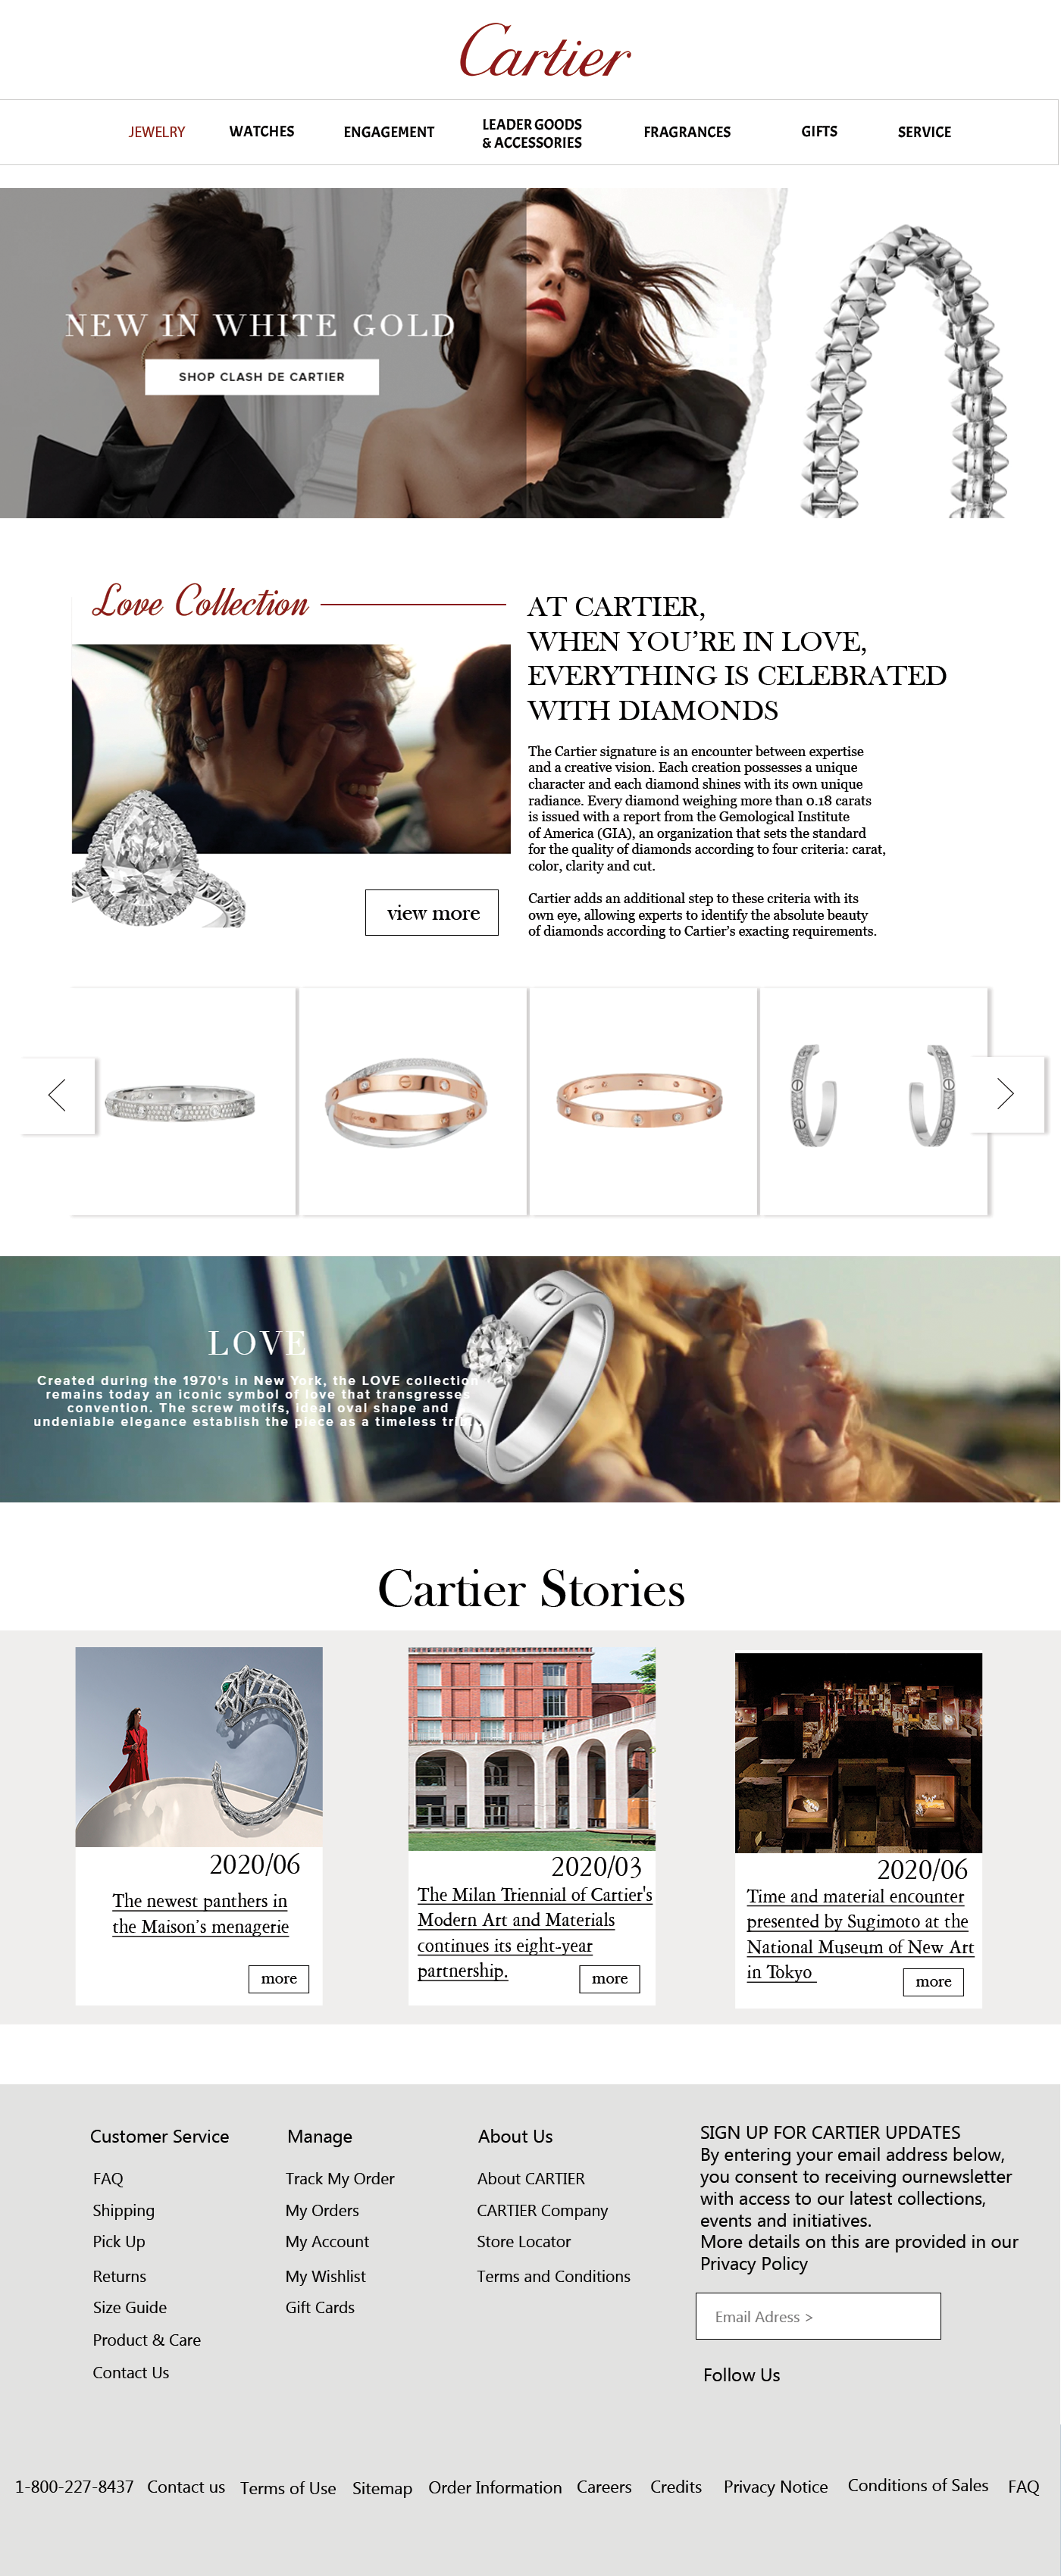 Cartier
JEWELRY
WATCHES
ENGAGEMENT
LEADER GOODS
& ACCESSORIES
FRAGRANCES
GIFTS
SERVICE
NEW IN WHITE GOLD
SHOP CLASH DE CARTIER
Love Collection
AT CARTIER,
WHEN YOU'RE IN LOVE,
EVERYTHING IS CELEBRATED
WITH DIAMONDS
The Cartier signature is an encounter between expertise
and a creative vision. Each creation possesses a unique
character and each diamond shines with its own unique
radiance. Every diamond weighing more than 0.18 carats
is issued with a report from the Gemological Institute
of America (GIA), an organization that sets the standard
for the quality of diamonds according to four criteria: carat,
color, clarity and cut.
Cartier adds an additional step to these criteria with its
own eye, allowing experts to identify the absolute beauty
of diamonds according to Cartier's exacting requirements.
view more
LOVE
Created during the 1970's in New York, the LOVE collection
remains today an iconic symbol of love that transgresses
convention. The screw motifs, ideal oval shape and
undeniable elegance establish the piece as a timeless
Cartier Stories
2020/06
The newest panthers in
the Maison's menagerie
more
2020/03
The Milan Triennial of Cartier's
Modern Art and Materials
continues its eight-year
partnership.
more
2020/06
Time and material encounter
presented by Sugimoto at the
National Museum of New Art
in Tokyo
more
Customer Service
FAQ
Shipping
Pick Up
Returns
Size Guide
Product & Care
Contact Us
Manage
Track My Order
My Orders
My Account
My Wishlist
Gift Cards
About Us
About CARTIER
CARTIER Company
Store Locator
Terms and Conditions
SIGN UP FOR CARTIER UPDATES
By entering your email address below,
you consent to receiving ournewsletter
with access to our latest collections,
events and initiatives.
More details on this are provided in our
Privacy Policy
Email Adress >
Follow Us
1-800-227-8437 Contact us Terms of Use Sitemap Order Information Careers Credits Privacy Notice Conditions of Sales FAQ